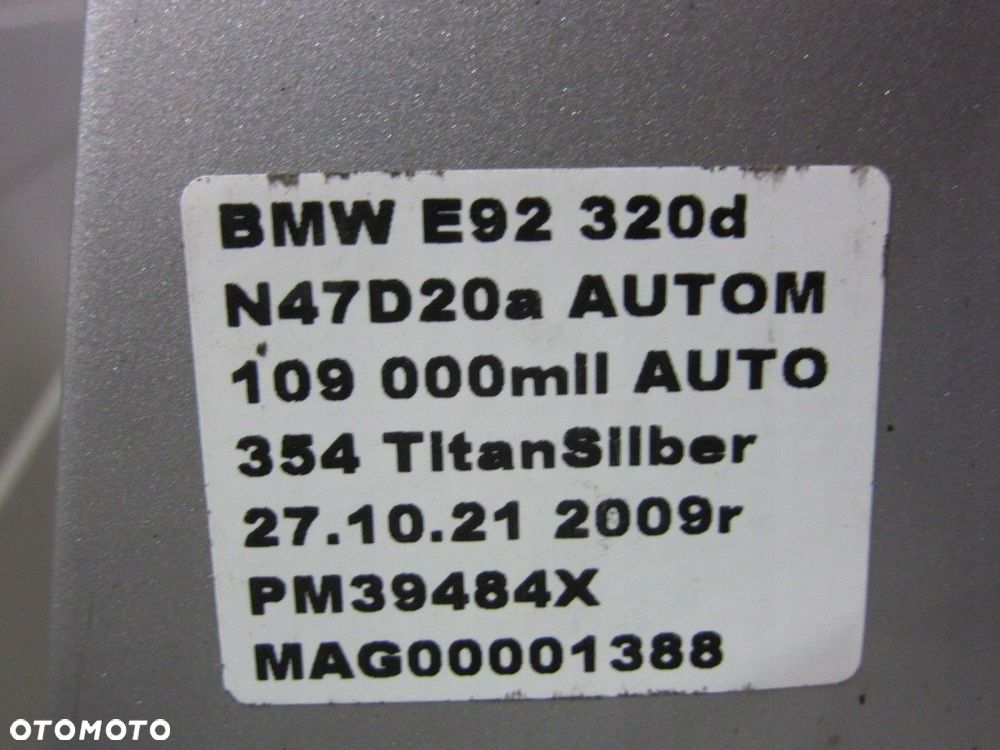 BMW E92 320d
N47D20a AUTOM
109 000mil AUTO
354 TitanSilber
27.10.21 2009r
PM39484X
MAG00001388
OTOMOTO